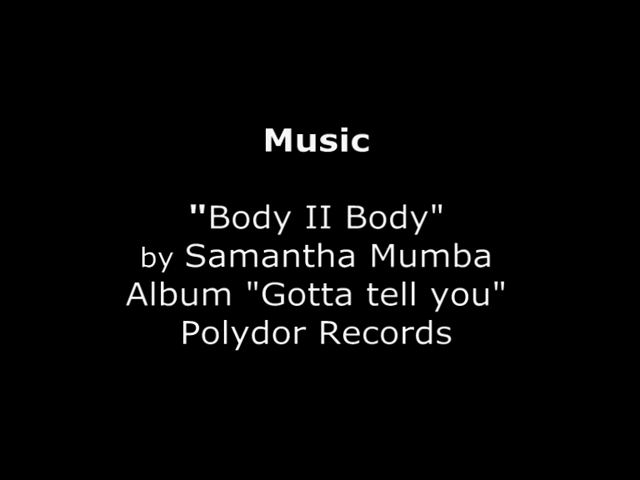 Music
"Body II Body"
by Samantha Mumba
Album "Gotta tell you"
Polydor Records